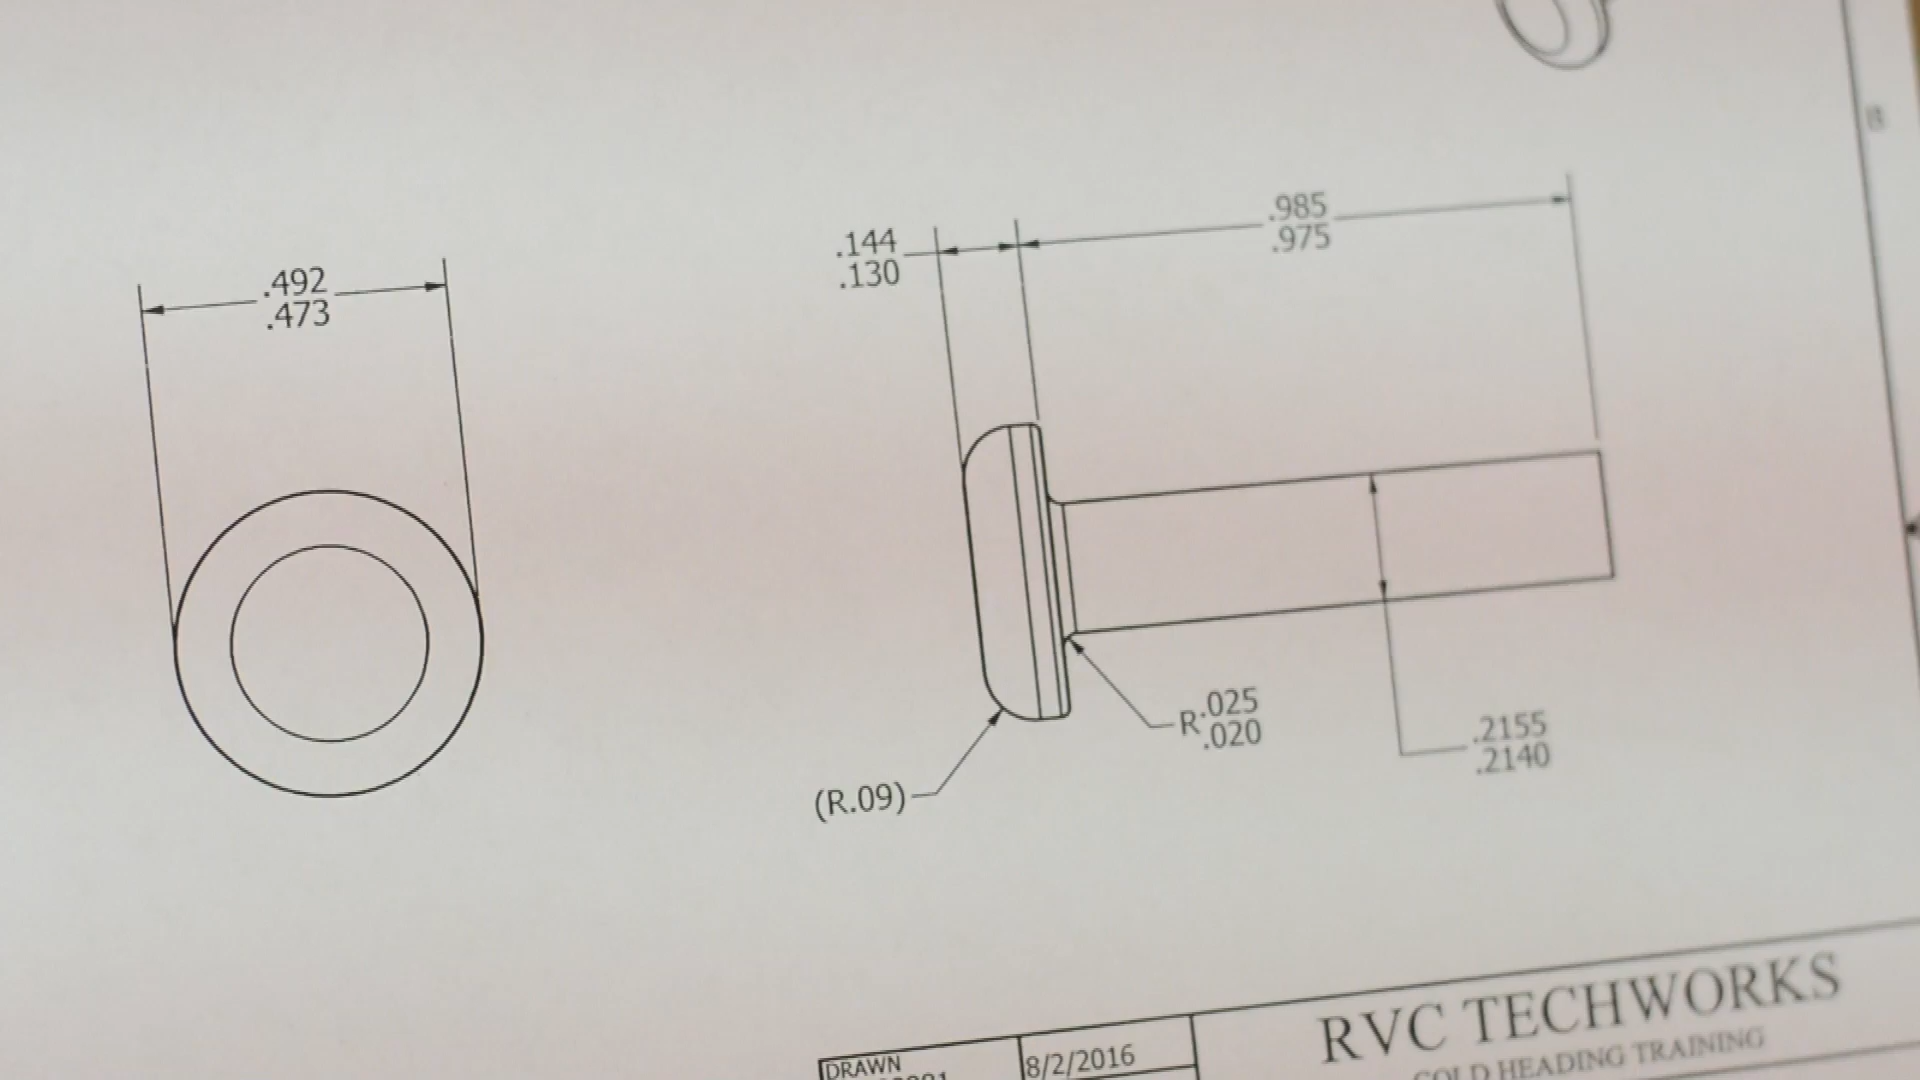 B
.985
.975
.144
.130
.492
.473
R.025
.020
.2155
.2140
(R.09)
RVC TECHWORKS
COLD HEADING TRAINING
DRAWN
8/2/2016